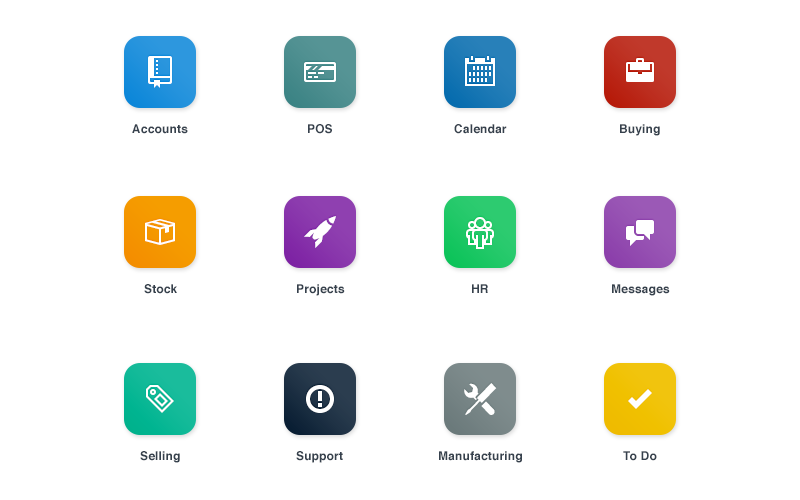 Accounts
POS
Calendar
Buying
Stock
Projects
HR
Messages
Selling
Support
Manufacturing
To Do